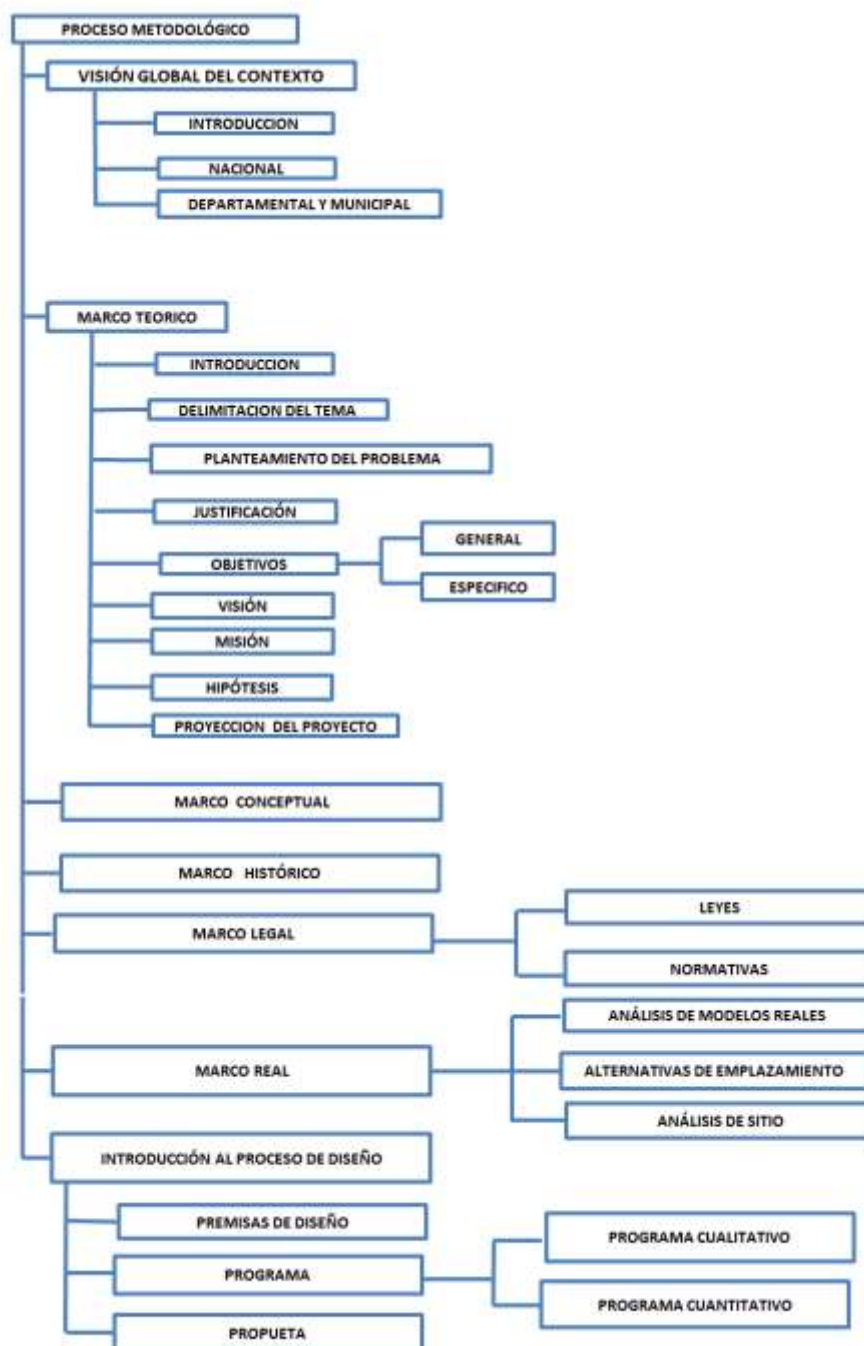 PROCESO METODOLÓGICO
VISIÓN GLOBAL DEL CONTEXTO
INTRODUCCION
NACIONAL
DEPARTAMENTAL Y MUNICIPAL
MARCO TEORICO
INTRODUCCION
DELIMITACION DEL TEMA
PLANTEAMIENTO DEL PROBLEMA
JUSTIFICACIÓN
OBJETIVOS
GENERAL
ESPECIFICO
VISIÓN
MISIÓN
HIPÓTESIS
PROYECCION DEL PROYECTO
MARCO CONCEPTUAL
MARCO HISTÓRICO
MARCO LEGAL
LEYES
NORMATIVAS
MARCO REAL
ANÁLISIS DE MODELOS REALES
ALTERNATIVAS DE EMPLAZAMIENTO
ANÁLISIS DE SITIO
INTRODUCCIÓN AL PROCESO DE DISEÑO
PREMISAS DE DISEÑO
PROGRAMA
PROGRAMA CUALITATIVO
PROGRAMA CUANTITATIVO
PROPUETA